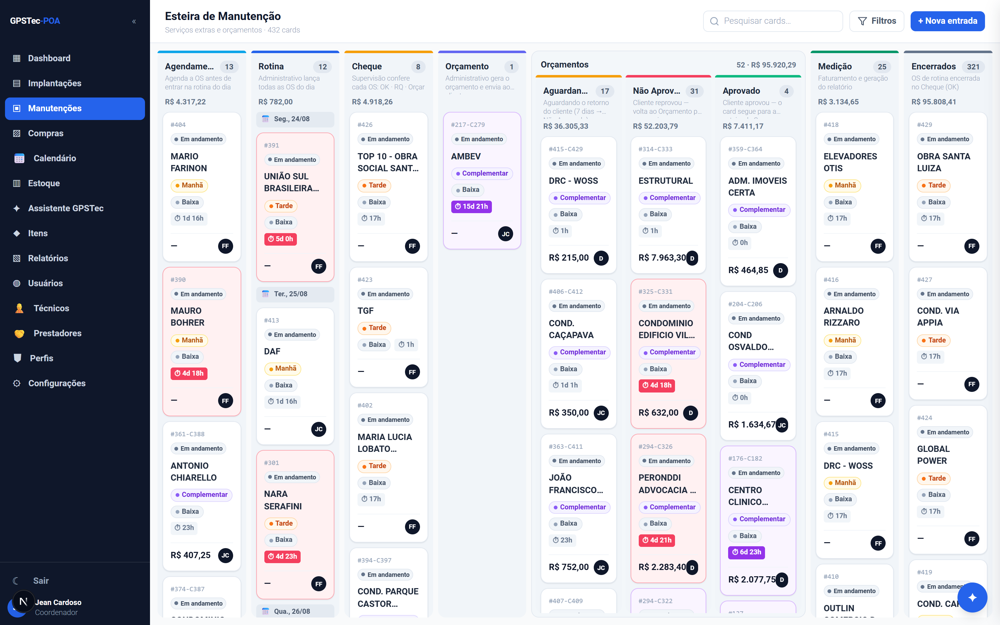 GPSTec-POA
«
Dashboard
Implantações
Manutenções
Compras
Calendário
Estoque
Assistente GPSTec
Itens
Relatórios
Usuários
Técnicos
Prestadores
Perfis
Configurações
Sair
N
Jean Cardoso
Coordenador
Esteira de Manutenção
Serviços extras e orçamentos · 432 cards
Pesquisar cards...
Filtros
+ Nova entrada
Agendame... 13
Agenda a OS antes de
entrar na rotina do dia
R$ 4.317,22
#404
Em andamento
MARIO
FARINON
Manhã
Baixa
1d 16h
— FF
#390
Em andamento
MAURO
BOHRER
Manhã
Baixa
4d 18h
— FF
#361-C388
Em andamento
ANTONIO
CHIARELLO
Complementar
Baixa
23h
R$ 407,25 JC
#374-C387
Em andamento
Rotina 12
Administrativo lança
todas as OS do dia
R$ 782,00
Seg., 24/08
#391
Em andamento
UNIÃO SUL
BRASILEIRA...
Tarde
Baixa
5d 0h
— FF
Ter., 25/08
#413
Em andamento
DAF
Manhã
Baixa
1d 16h
— JC
#301
Em andamento
NARA
SERAFINI
Tarde
Baixa
4d 23h
— FF
Qua., 26/08
Cheque 8
Supervisão confere
cada OS: OK · RQ · Orçar
R$ 4.918,26
#426
Em andamento
TOP 10 - OBRA
SOCIAL SANT...
Tarde
Baixa
17h
— FF
#423
Em andamento
TGF
Tarde
Baixa 1h
— FF
#402
Em andamento
MARIA LUCIA
LOBATO...
Tarde
Baixa
17h
— FF
#394-C397
Em andamento
COND. PARQUE
CASTOR...
Orçamento 1
Administrativo gera o
orçamento e envia ao...
#217-C279
Em andamento
AMBEV
Complementar
Baixa
15d 21h
— JC
Orçamentos 52 · R$ 95.920,29
Aguardan... 17
Aguardando o retorno
do cliente (7 dias →...
R$ 36.305,33
#415-C429
Em andamento
DRC - WOSS
Complementar
Baixa
1h
R$ 215,00 D
#406-C412
Em andamento
COND.
CAÇAPAVA
Complementar
Baixa
1d 1h
R$ 350,00 JC
#363-C411
Em andamento
JOÃO
FRANCISCO...
Complementar
Baixa
23h
R$ 752,00 JC
#407-C409
Não Aprov... 31
Cliente reprovou —
volta ao Orçamento p...
R$ 52.203,79
#314-C333
Em andamento
ESTRUTURAL
Complementar
Baixa
1h
R$ 7.963,30 D
#325-C331
Em andamento
CONDOMINIO
EDIFICIO VIL...
Complementar
Baixa
4d 18h
R$ 632,00 D
#294-C326
Em andamento
PERONDDI
ADVOCACIA ...
Complementar
Baixa
4d 21h
R$ 2.283,40 D
#294-C322
Aprovado 4
Cliente aprovou — o
card segue para a...
R$ 7.411,17
#359-C364
Em andamento
ADM. IMOVEIS
CERTA
Complementar
Baixa
0h
R$ 464,85 D
#204-C206
Em andamento
COND
OSVALDO...
Complementar
Baixa
0h
R$ 1.634,67 JC
#176-C182
Em andamento
CENTRO
CLINICO...
Complementar
Baixa
6d 23h
R$ 2.077,75 D
Medição 25
Faturamento e geração
do relatório
R$ 3.134,65
#418
Em andamento
ELEVADORES
OTIS
Manhã
Baixa
17h
— FF
#416
Em andamento
ARNALDO
RIZZARO
Manhã
Baixa
17h
— FF
#415
Em andamento
DRC - WOSS
Manhã
Baixa
17h
— FF
#410
Em andamento
OUTLIN
Encerrados 321
OS de rotina encerrada
no Cheque (OK)
R$ 95.808,41
#429
Em andamento
OBRA SANTA
LUIZA
Tarde
Baixa
17h
— FF
#427
Em andamento
COND. VIA
APPIA
Tarde
17h
— FF
#424
Em andamento
GLOBAL
POWER
Tarde
Baixa
17h
— FF
#419
Em andamento
COND.